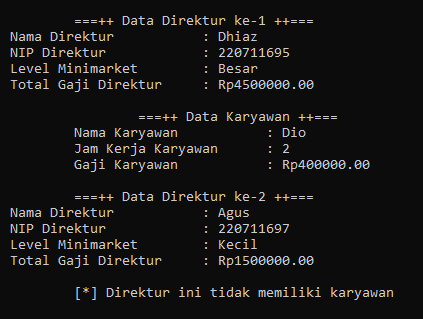 ===++ Data Direktur ke-1 ++===
Nama Direktur : Dhiaz
NIP Direktur : 220711695
Level Minimarket : Besar
Total Gaji Direktur : Rp4500000.00
===++ Data Karyawan ++===
Nama Karyawan : Dio
Jam Kerja Karyawan : 2
Gaji Karyawan : Rp400000.00
===++ Data Direktur ke-2 ++===
Nama Direktur : Agus
NIP Direktur : 220711697
Level Minimarket : Kecil
Total Gaji Direktur : Rp1500000.00
[*] Direktur ini tidak memiliki karyawan